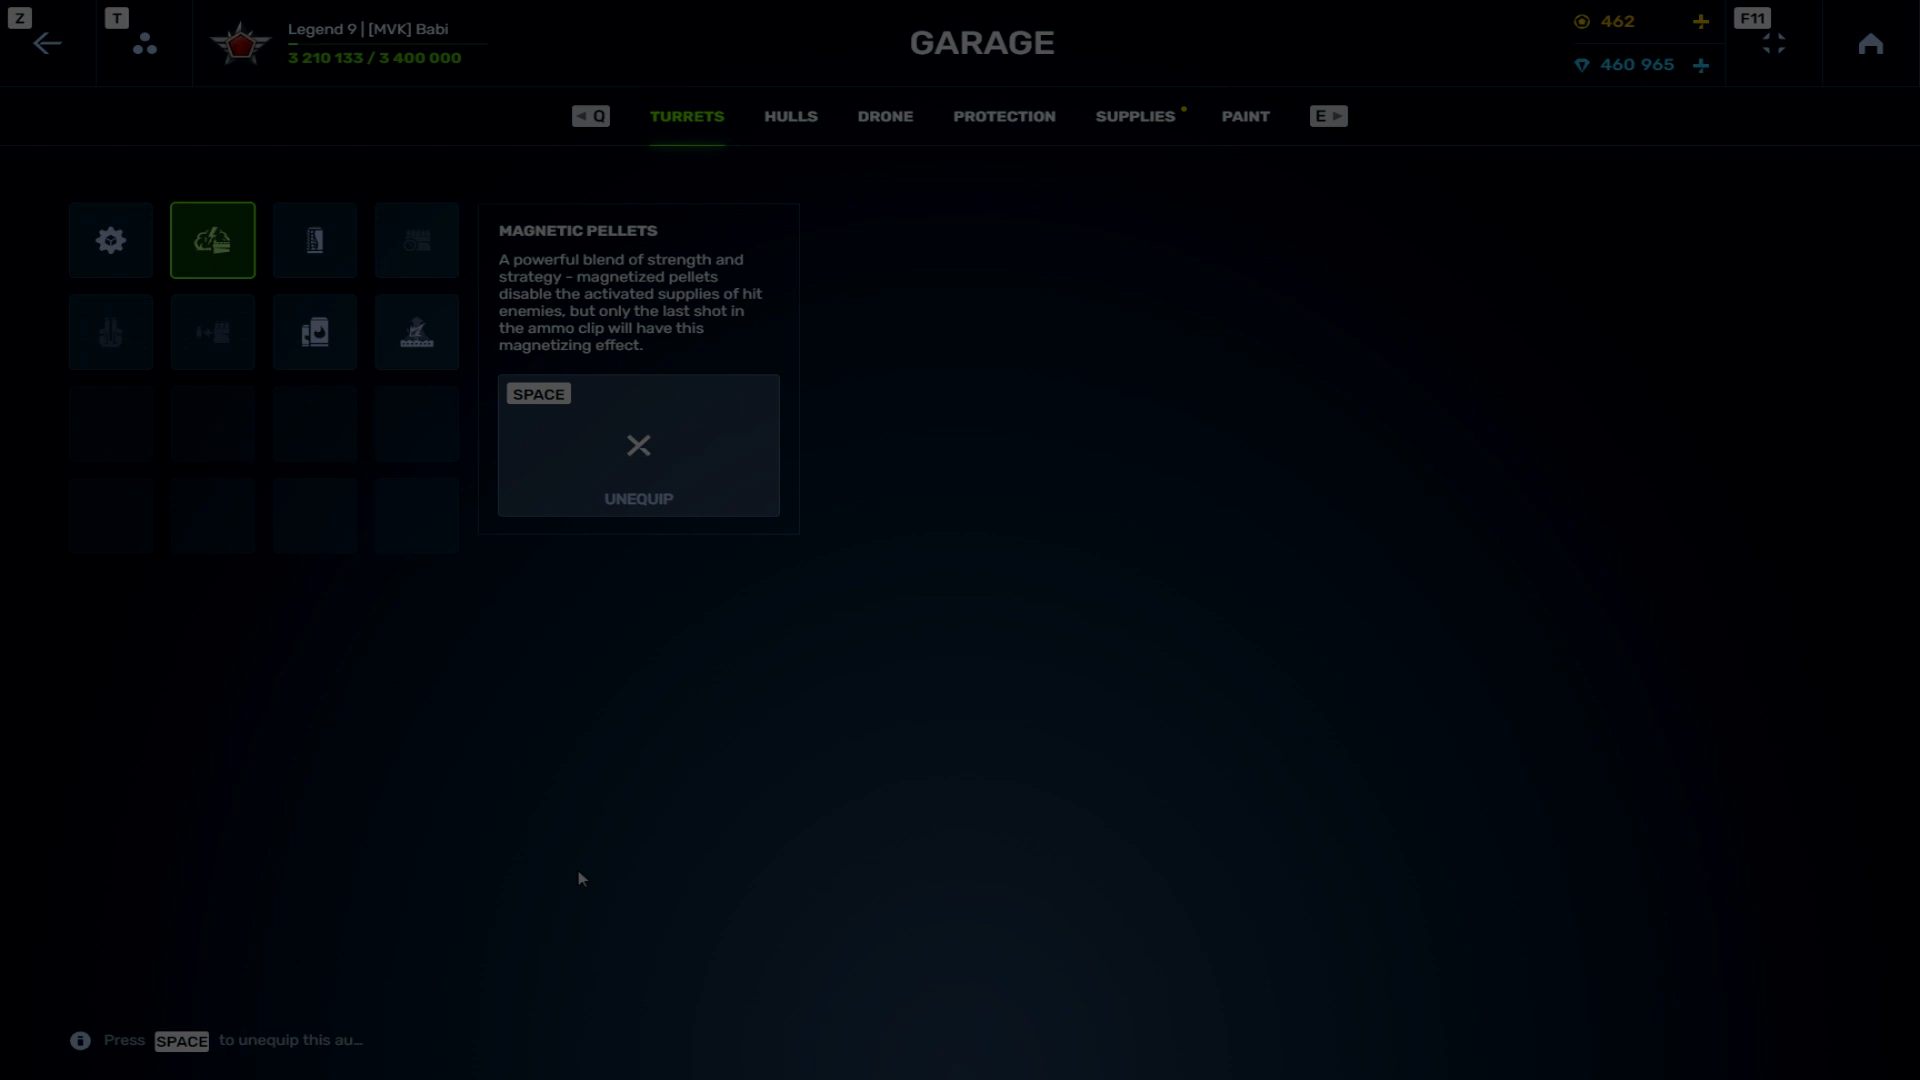 Z
T
Legend 9 | [MVK] Babi
3 210 133 / 3 400 000
GARAGE
462
460 965
F11
Q
TURRETS
HULLS
DRONE
PROTECTION
SUPPLIES
PAINT
E
MAGNETIC PELLETS
A powerful blend of strength and
strategy - magnetized pellets
disable the activated supplies of hit
enemies, but only the last shot in
the ammo clip will have this
magnetizing effect.
SPACE
UNEQUIP
Press SPACE to unequip this au...